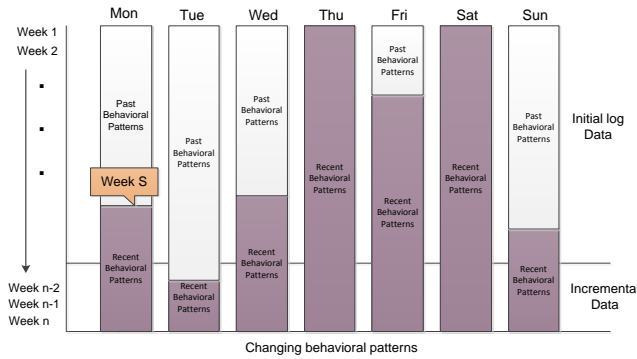 Mon Tue Wed Thu Fri Sat Sun
Week 1
Week 2
Past
Behavioral
Patterns
Week S
Recent
Behavioral
Patterns
Past
Behavioral
Patterns
Recent
Behavioral
Patterns
Past
Behavioral
Patterns
Recent
Behavioral
Patterns
Recent
Behavioral
Patterns
Past
Behavioral
Patterns
Recent
Behavioral
Patterns
Recent
Behavioral
Patterns
Past
Behavioral
Patterns
Recent
Behavioral
Patterns
Initial log
Data
Incrementa
Data
Week n-2
Week n-1
Week n
Changing behavioral patterns